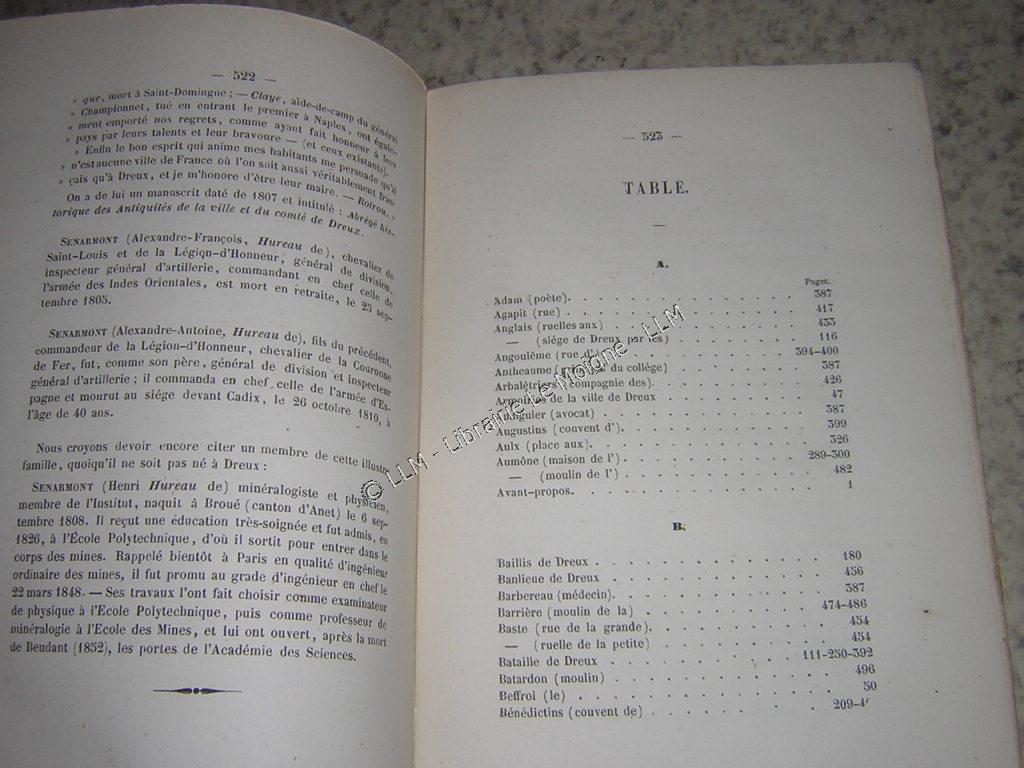 — 522 —
» que, mort à Saint-Domingue; — Claye, aide-de-camp du général
» Championnet, tué en entrant le premier à Naples, ont égale-
» ment emporté nos regrets, comme ayant fait honneur à leur
» pays par leurs talents et leur bravoure — (et ceux existants).
» Enfin le bon esprit qui anime mes habitants me persuade qu'il
» n'est aucune ville de France où l'on soit aussi véritablement fran-
» çais qu'à Dreux, et je m'honore d'être leur maire. — Rotrou. »
On a de lui un manuscrit daté de 1807 et intitulé : Abrégé his-
torique des Antiquités de la ville et du comté de Dreux.
SENARMONT (Alexandre-François, Hureau de), chevalier de
Saint-Louis et de la Légion-d'Honneur, général de division,
inspecteur général d'artillerie, commandant en chef celle de
l'armée des Indes Orientales, est mort en retraite, le 25 sep-
tembre 1805.
SENARMONT (Alexandre-Antoine, Hureau de), fils du précédent,
commandeur de la Légion-d'Honneur, chevalier de la Couronne
de Fer, fut, comme son père, général de division et inspecteur
général d'artillerie; il commanda en chef celle de l'armée d'Es-
pagne et mourut au siége devant Cadix, le 26 octobre 1810, à
l'âge de 40 ans.
Nous croyons devoir encore citer un membre de cette illustre
famille, quoiqu'il ne soit pas né à Dreux :
SENARMONT (Henri Hureau de) minéralogiste et physicien,
membre de l'Institut, naquit à Broué (canton d'Anet) le 6 sep-
tembre 1808. Il reçut une éducation très-soignée et fut admis, en
1826, à l'École Polytechnique, d'où il sortit pour entrer dans le
corps des mines. Rappelé bientôt à Paris en qualité d'ingénieur
ordinaire des mines, il fut promu au grade d'ingénieur en chef le
22 mars 1848. — Ses travaux l'ont fait choisir comme examinateur
de physique à l'Ecole Polytechnique, puis comme professeur de
minéralogie à l'Ecole des Mines, et lui ont ouvert, après la mort
de Beudant (1852), les portes de l'Académie des Sciences.
— 523 —
TABLE.
A.
Pages.
Adam (poète). 387
Agapit (rue) 417
Anglais (ruelles aux) 433
— (siége de Dreux par les) 116
Angoulême (rue d') 394-400
Antheaume ( du collège) 387
Arbalêtriers (compagnie des). 426
Armoiries de la ville de Dreux 47
(avocat) 387
Augustins (couvent d'). 399
Aulx (place aux). 326
Aumône (maison de l') 289-300
— (moulin de l') 482
Avant-propos. 1
B.
Baillis de Dreux 180
Banlieue de Dreux 456
Barbereau (médecin). 387
Barrière (moulin de la) 474-486
Baste (rue de la grande). 454
— (ruelle de la petite) 454
Bataille de Dreux 111-250-392
Batardon (moulin) 496
Beffroi (le) 50
Bénédictins (couvent de) 209-4
© LLM - Librairie Le Molone - LLM